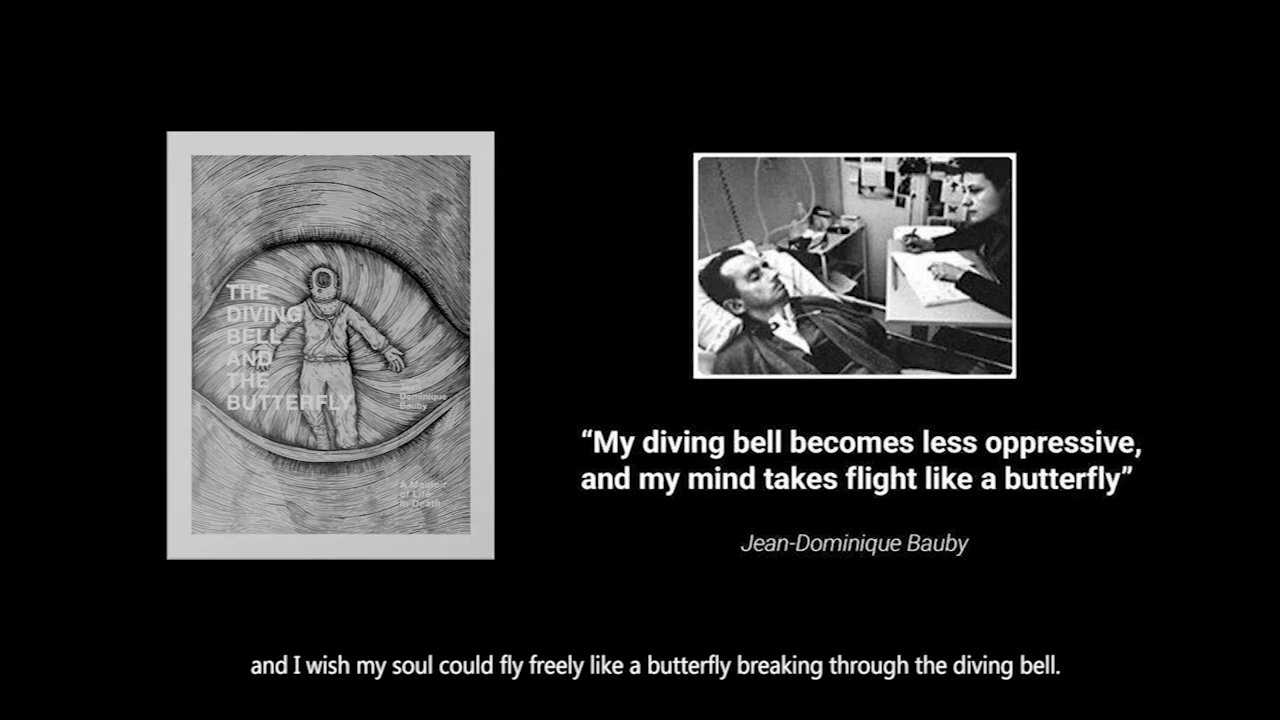 THE
DIVING
BELL
AND
THE
BUTTERFLY
Jean
Dominique
Bauby
A Memoir
of Life
in Death
“My diving bell becomes less oppressive,
and my mind takes flight like a butterfly”
Jean-Dominique Bauby
and I wish my soul could fly freely like a butterfly breaking through the diving bell.